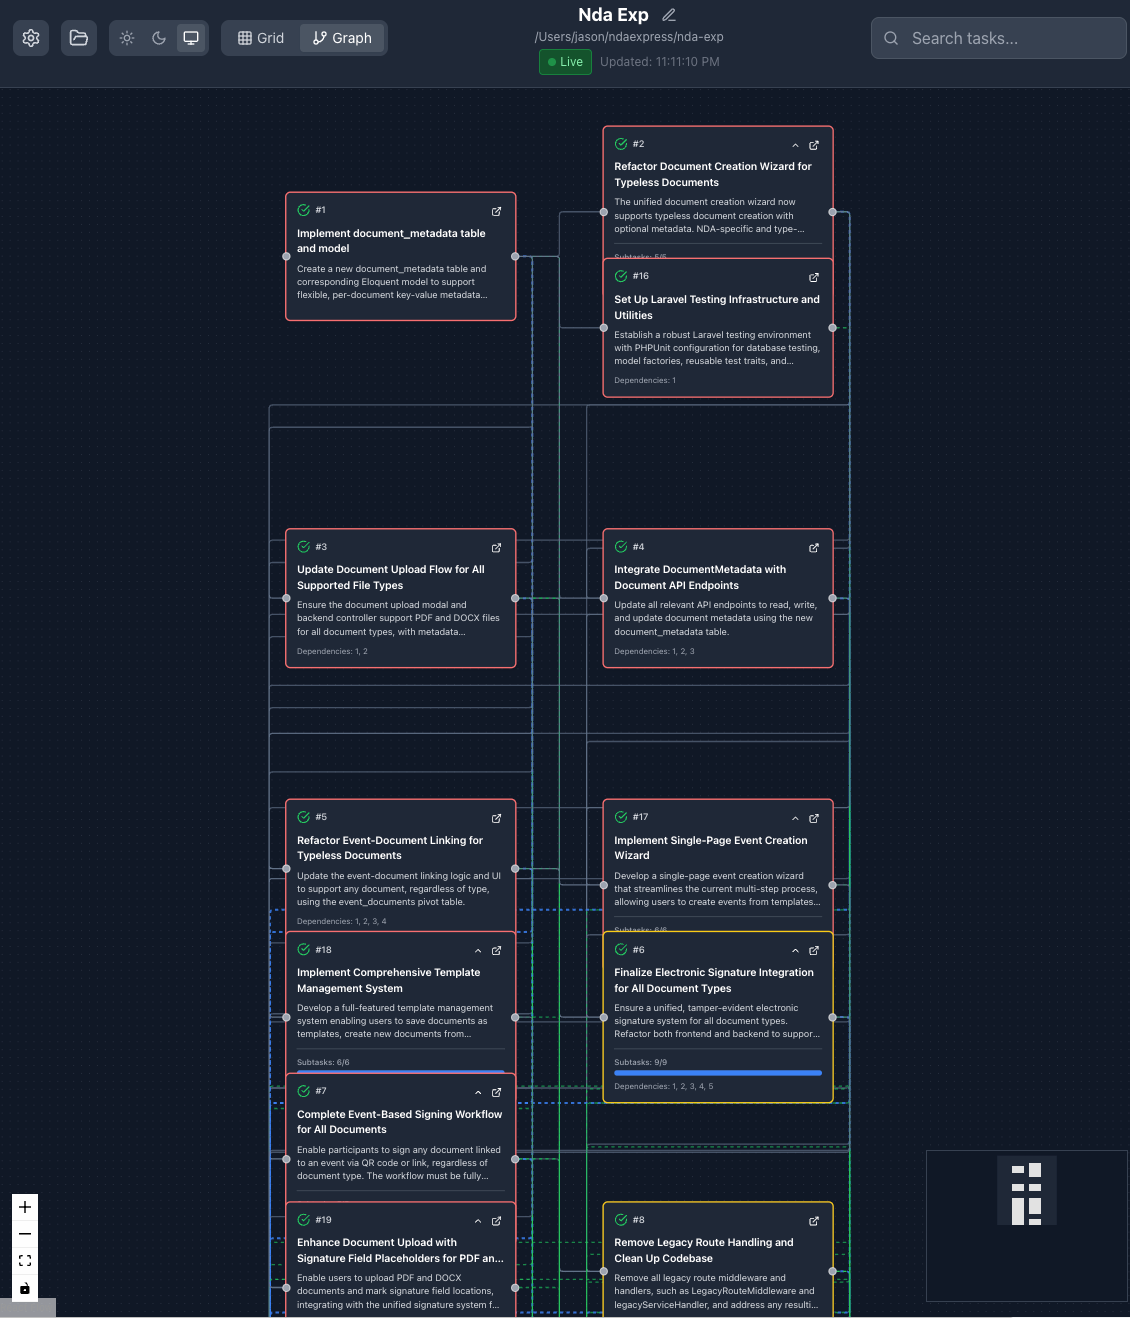 Nda Exp
/Users/jason/ndaexpress/nda-exp
Grid
Graph
Live
Updated: 11:11:10 PM
Search tasks...
#2
Refactor Document Creation Wizard for
Typeless Documents
The unified document creation wizard now
supports typeless document creation with
optional metadata. NDA-specific and type-...
Subtasks: 5/5
#1
Implement document_metadata table
and model
Create a new document_metadata table and
corresponding Eloquent model to support
flexible, per-document key-value metadata...
#16
Set Up Laravel Testing Infrastructure and
Utilities
Establish a robust Laravel testing environment
with PHPUnit configuration for database testing,
model factories, reusable test traits, and...
Dependencies: 1
#3
Update Document Upload Flow for All
Supported File Types
Ensure the document upload modal and
backend controller support PDF and DOCX files
for all document types, with metadata...
Dependencies: 1, 2
#4
Integrate DocumentMetadata with
Document API Endpoints
Update all relevant API endpoints to read, write,
and update document metadata using the new
document_metadata table.
Dependencies: 1, 2, 3
#5
Refactor Event-Document Linking for
Typeless Documents
Update the event-document linking logic and UI
to support any document, regardless of type,
using the event_documents pivot table.
Dependencies: 1, 2, 3, 4
#17
Implement Single-Page Event Creation
Wizard
Develop a single-page event creation wizard
that streamlines the current multi-step process,
allowing users to create events from templates...
Subtasks: 6/6
#18
Implement Comprehensive Template
Management System
Develop a full-featured template management
system enabling users to save documents as
templates, create new documents from...
Subtasks: 6/6
#6
Finalize Electronic Signature Integration
for All Document Types
Ensure a unified, tamper-evident electronic
signature system for all document types.
Refactor both frontend and backend to suppor...
Subtasks: 9/9
Dependencies: 1, 2, 3, 4, 5
#7
Complete Event-Based Signing Workflow
for All Documents
Enable participants to sign any document linked
to an event via QR code or link, regardless of
document type. The workflow must be fully...
#19
Enhance Document Upload with
Signature Field Placeholders for PDF an...
Enable users to upload PDF and DOCX
documents and mark signature field locations,
integrating with the unified signature system f...
#8
Remove Legacy Route Handling and
Clean Up Codebase
Remove all legacy route middleware and
handlers, such as LegacyRouteMiddleware and
legacyServiceHandler, and address any resulti...